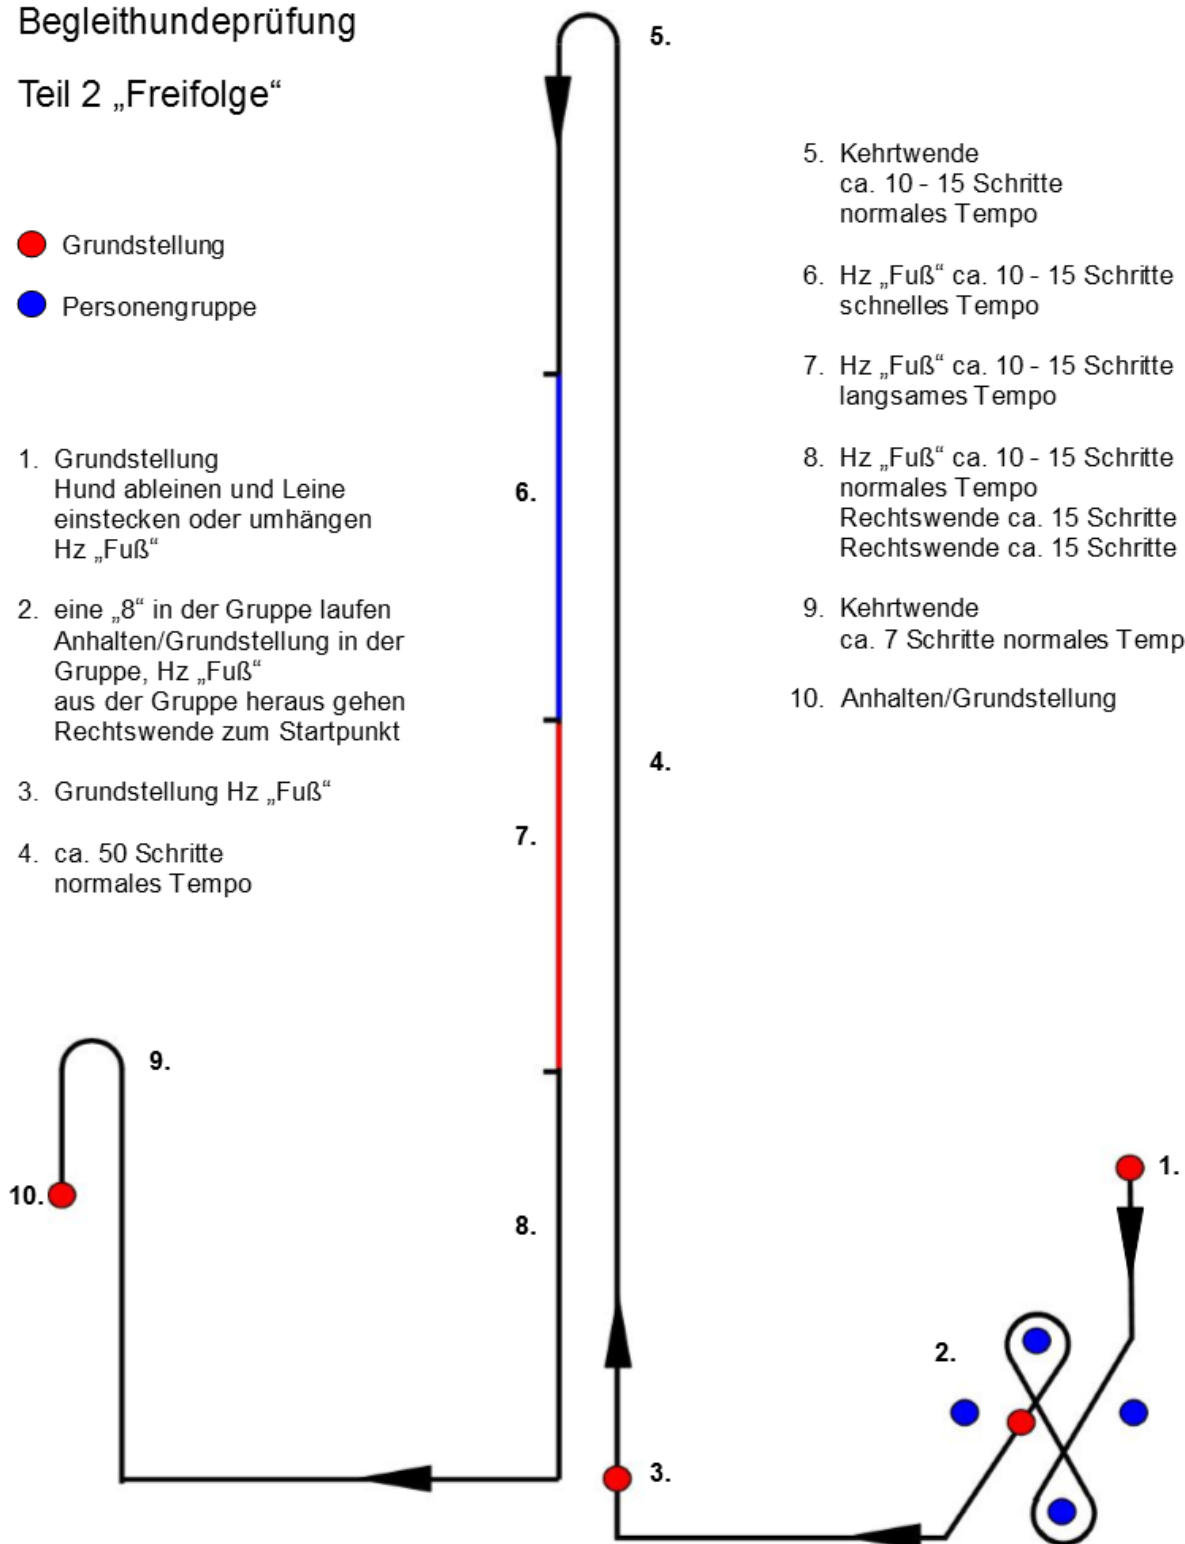 Begleithundeprüfung
Teil 2 „Freifolge“
Grundstellung
Personengruppe
1. Grundstellung
Hund ableinen und Leine
einstecken oder umhängen
Hz „Fuß“
2. eine „8“ in der Gruppe laufen
Anhalten/Grundstellung in der
Gruppe, Hz „Fuß“
aus der Gruppe heraus gehen
Rechtswende zum Startpunkt
3. Grundstellung Hz „Fuß“
4. ca. 50 Schritte
normales Tempo
5. Kehrtwende
ca. 10 - 15 Schritte
normales Tempo
6. Hz „Fuß“ ca. 10 - 15 Schritte
schnelles Tempo
7. Hz „Fuß“ ca. 10 - 15 Schritte
langsames Tempo
8. Hz „Fuß“ ca. 10 - 15 Schritte
normales Tempo
Rechtswende ca. 15 Schritte
Rechtswende ca. 15 Schritte
9. Kehrtwende
ca. 7 Schritte normales Temp
10. Anhalten/Grundstellung
5.
6.
4.
7.
9.
10.
8.
1.
2.
3.